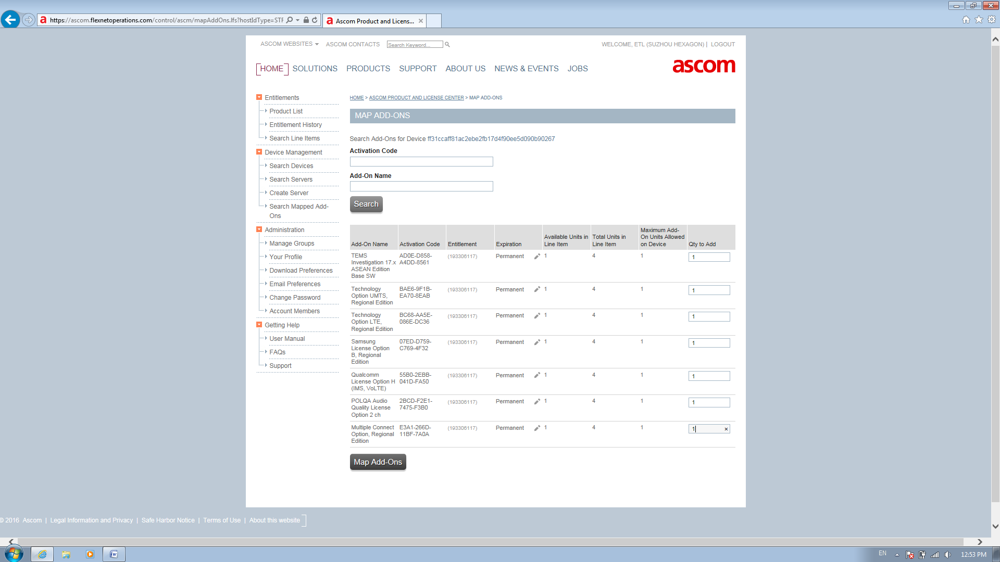 https://ascom.flexnetoperations.com/control/ascm/mapAddOns.lfs?hostIdType=STF
Ascom Product and Licens...
ASCOM WEBSITES
ASCOM CONTACTS
Search Keyword...
WELCOME, ETL (SUZHOU HEXAGON) | LOGOUT
HOME SOLUTIONS PRODUCTS SUPPORT ABOUT US NEWS & EVENTS JOBS
ascom
Entitlements
Product List
Entitlement History
Search Line Items
Device Management
Search Devices
Search Servers
Create Server
Search Mapped Add-
Ons
Administration
Manage Groups
Your Profile
Download Preferences
Email Preferences
Change Password
Account Members
Getting Help
User Manual
FAQs
Support
HOME > ASCOM PRODUCT AND LICENSE CENTER > MAP ADD-ONS
MAP ADD-ONS
Search Add-Ons for Device ff31ccaff81ac2ebe2fb17d4f90ee5d090b90267
Activation Code
Add-On Name
Search
Add-On Name Activation Code Entitlement Expiration Available Units in Line Item Total Units in Line Item Maximum Add-On Units Allowed on Device Qty to Add
TEMS Investigation 17.x ASEAN Edition Base SW AD0E-D858-A4DD-8561 (193306117) Permanent 1 4 1 1
Technology Option UMTS, Regional Edition BAE6-9F1B-EA70-8EAB (193306117) Permanent 1 4 1 1
Technology Option LTE, Regional Edition BC68-AA5E-086E-DC36 (193306117) Permanent 1 4 1 1
Samsung License Option B, Regional Edition 07ED-D759-C769-4F32 (193306117) Permanent 1 4 1 1
Qualcomm License Option H (IMS, VoLTE) 55B0-2EBB-041D-FA50 (193306117) Permanent 1 4 1 1
POLQA Audio Quality License Option 2 ch 2BCD-F2E1-7475-F3B0 (193306117) Permanent 1 4 1 1
Multiple Connect Option, Regional Edition E3A1-266D-11BF-7A0A (193306117) Permanent 1 4 1 1
Map Add-Ons
© 2016 Ascom | Legal Information and Privacy | Safe Harbor Notice | Terms of Use | About this website
EN
12:53 PM